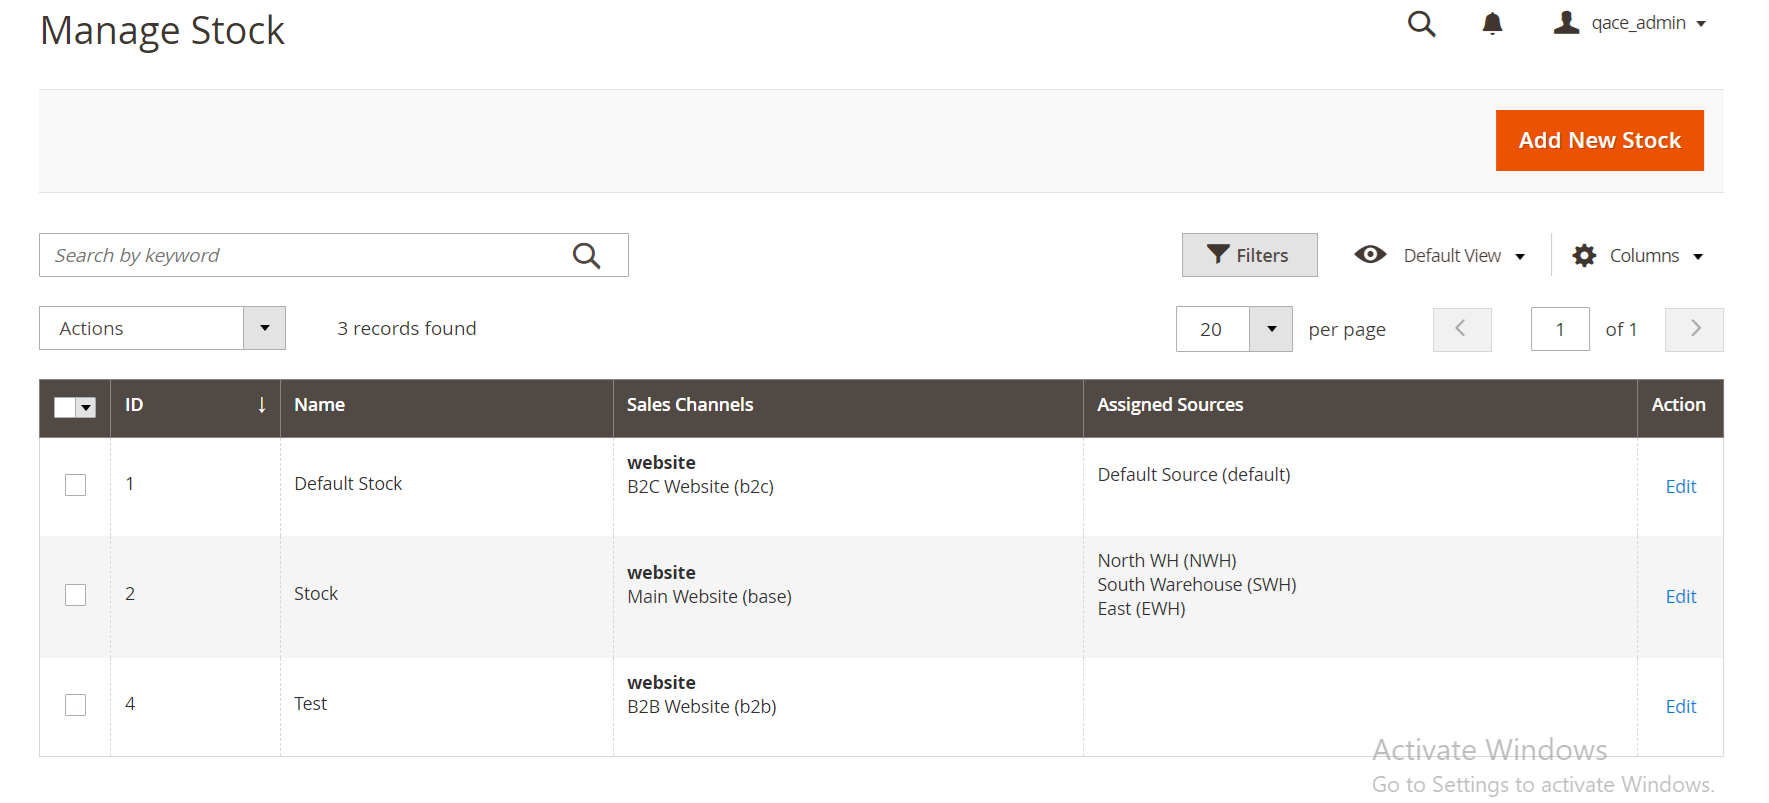 Manage Stock
qace_admin
Add New Stock
Search by keyword
Filters
Default View
Columns
Actions
3 records found
20
per page
1
of 1
ID ↓ Name Sales Channels Assigned Sources Action
1 Default Stock
website
B2C Website (b2c)
Default Source (default)
Edit
2 Stock
website
Main Website (base)
North WH (NWH)
South Warehouse (SWH)
East (EWH)
Edit
4 Test
website
B2B Website (b2b)
Edit
Activate Windows
Go to Settings to activate Windows.